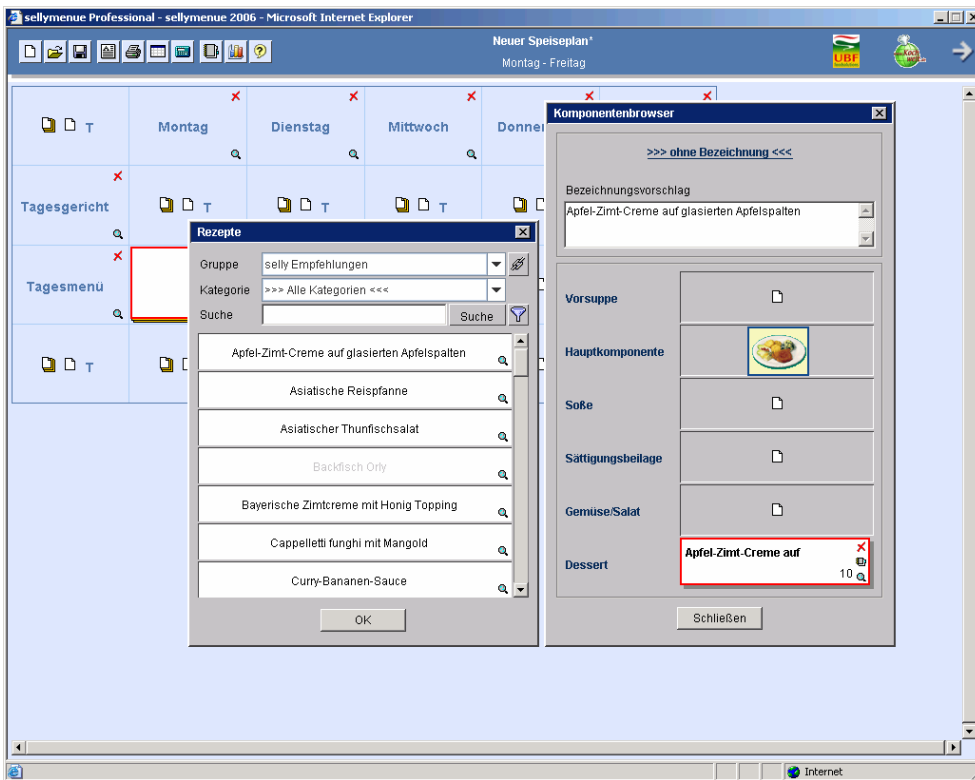 sellymenue Professional - sellymenue 2006 - Microsoft Internet Explorer
Neuer Speiseplan*
Montag - Freitag
UBF
Koch
T
Montag
Dienstag
Mittwoch
Donner
Tagesgericht
T
T
T
Tagesmenü
T
Rezepte
Gruppe
selly Empfehlungen
Kategorie
>>> Alle Kategorien <<<
Suche
Suche
Apfel-Zimt-Creme auf glasierten Apfelspalten
Asiatische Reispfanne
Asiatischer Thunfischsalat
Backfisch Orly
Bayerische Zimtcreme mit Honig Topping
Cappelletti funghi mit Mangold
Curry-Bananen-Sauce
OK
Komponentenbrowser
>>> ohne Bezeichnung <<<
Bezeichnungsvorschlag
Apfel-Zimt-Creme auf glasierten Apfelspalten
Vorsuppe
Hauptkomponente
Soße
Sättigungsbeilage
Gemüse/Salat
Dessert
Apfel-Zimt-Creme auf
10
Schließen
Internet